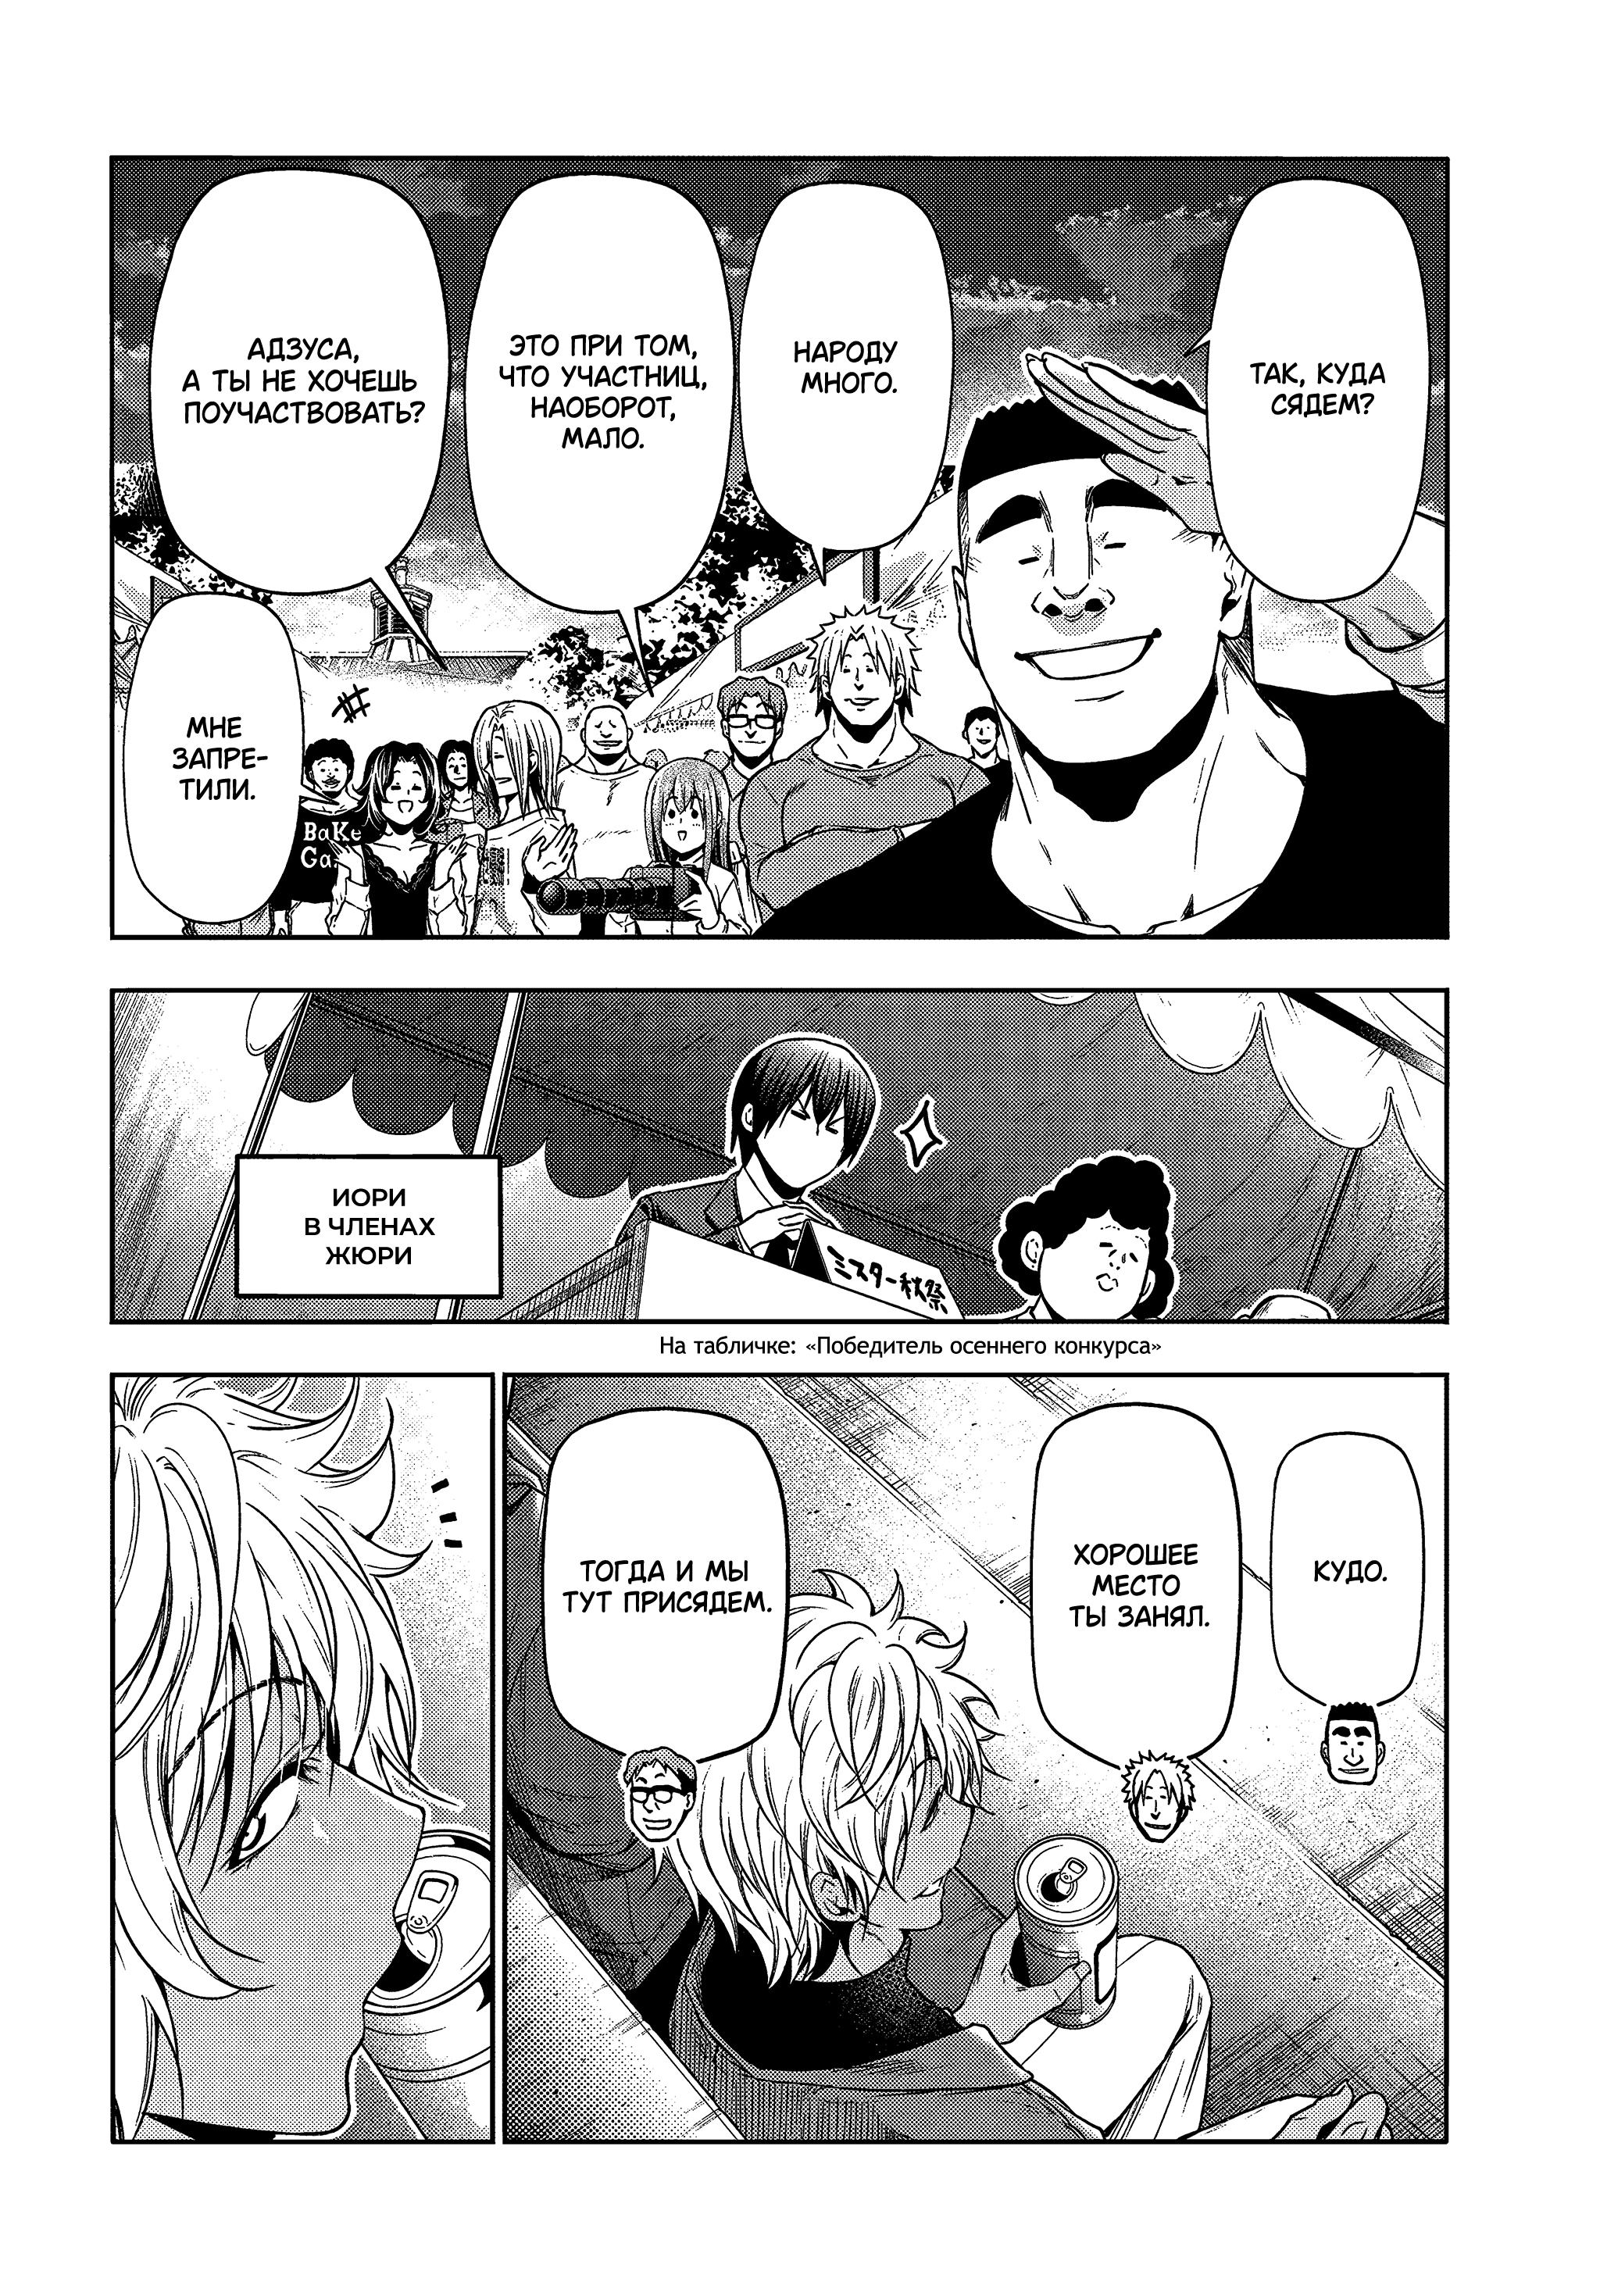 ТАК, КУДА
СЯДЕМ?
НАРОДУ
МНОГО.
ЭТО ПРИ ТОМ,
ЧТО УЧАСТНИЦ,
НАОБОРОТ,
МАЛО.
АДЗУСА,
А ТЫ НЕ ХОЧЕШЬ
ПОУЧАСТВОВАТЬ?
МНЕ
ЗАПРЕ-
ТИЛИ.
BaKe
Ga
ИОРИ
В ЧЛЕНАХ
ЖЮРИ
ミスター秋祭
На табличке: «Победитель осеннего конкурса»
КУДО.
ХОРОШЕЕ
МЕСТО
ТЫ ЗАНЯЛ.
ТОГДА И МЫ
ТУТ ПРИСЯДЕМ.